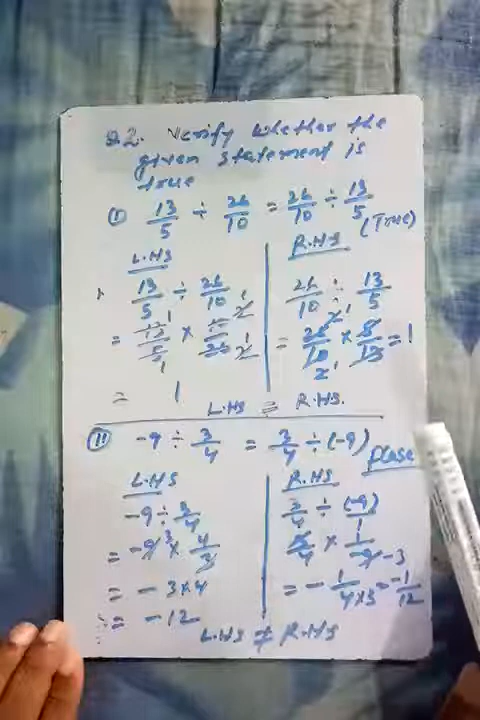 Q.2. Verify whether the
given statement is
true
(i) 13/5 ÷ 26/10 = 26/10 ÷ 13/5 (True)
L.H.S
13/5 ÷ 26/10
= 13/5 × 10/26
= 1
R.H.S
26/10 ÷ 13/5
= 26/10 × 5/13 = 1
L.H.S = R.H.S.
(ii) -9 ÷ 3/4 = 3/4 ÷ (-9)
L.H.S
-9 ÷ 3/4
= -9 × 4/3
= - 3×4
= -12
R.H.S
3/4 ÷ (-9)/1
3/4 × 1/-9 -3
= - 1/4×3 = -1/12
L.H.S ≠ R.H.S